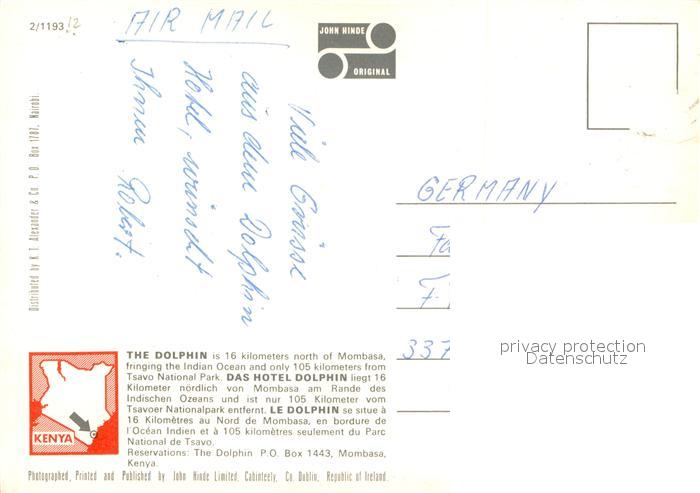 2/1193 12
AIR MAIL
JOHN HINDE
ORIGINAL
Viele Grüsse
aus dem Dolphin
Hotel, wünscht
Ihnen Robert.
Distributed by K. T. Alexander & Co. P. O. Box 1787, Nairobi.
GERMANY
Fa
F.
337
privacy protection
Datenschutz
KENYA
THE DOLPHIN is 16 kilometers north of Mombasa,
fringing the Indian Ocean and only 105 kilometers from
Tsavo National Park. DAS HOTEL DOLPHIN liegt 16
Kilometer nördlich von Mombasa am Rande des
Indischen Ozeans und ist nur 105 Kilometer vom
Tsavoer Nationalpark entfernt. LE DOLPHIN se situe à
16 Kilomètres au Nord de Mombasa, en bordure de
l'Océan Indien et à 105 kilomètres seulement du Parc
National de Tsavo.
Reservations: The Dolphin P.O. Box 1443, Mombasa,
Kenya.
Photographed, Printed and Published by John Hinde Limited, Cabinteely, Co. Dublin, Republic of Ireland.